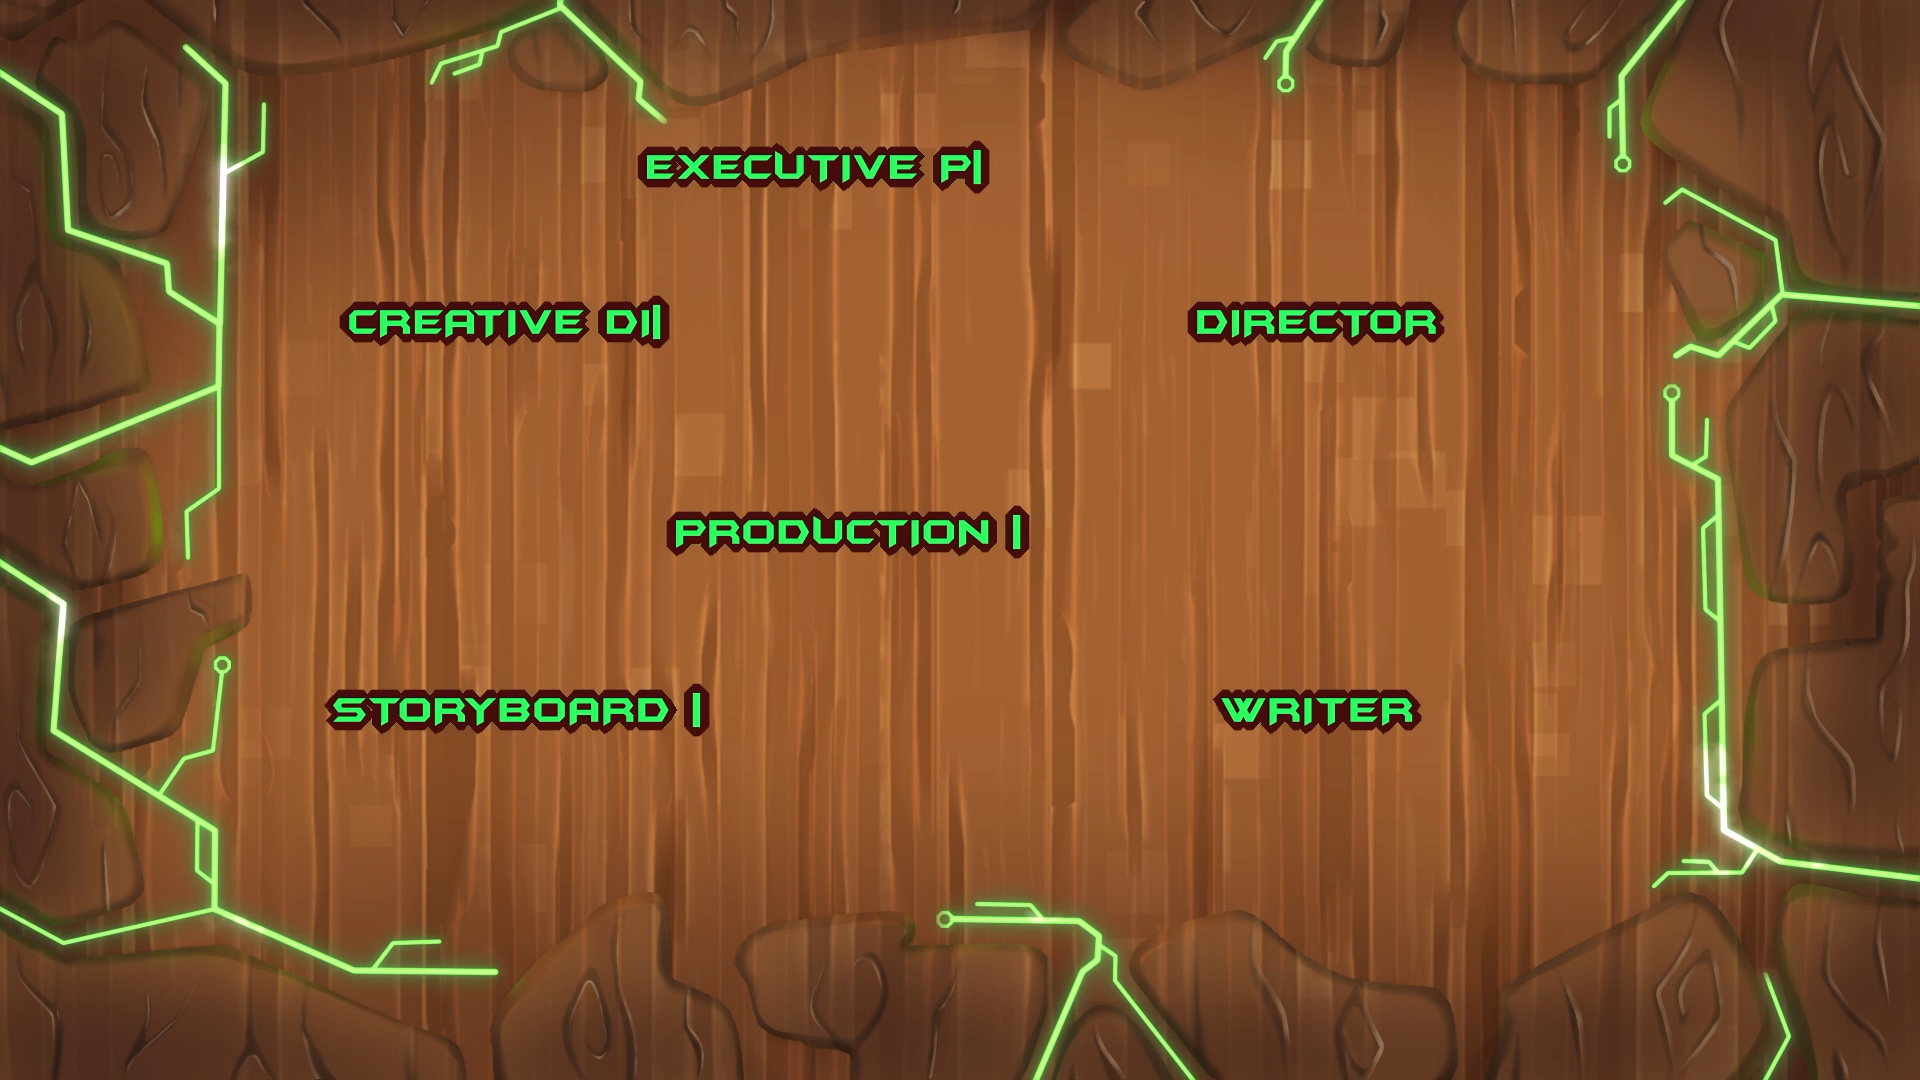 EXECUTIVE P|
CREATIVE DI|
DIRECTOR
PRODUCTION |
STORYBOARD |
WRITER